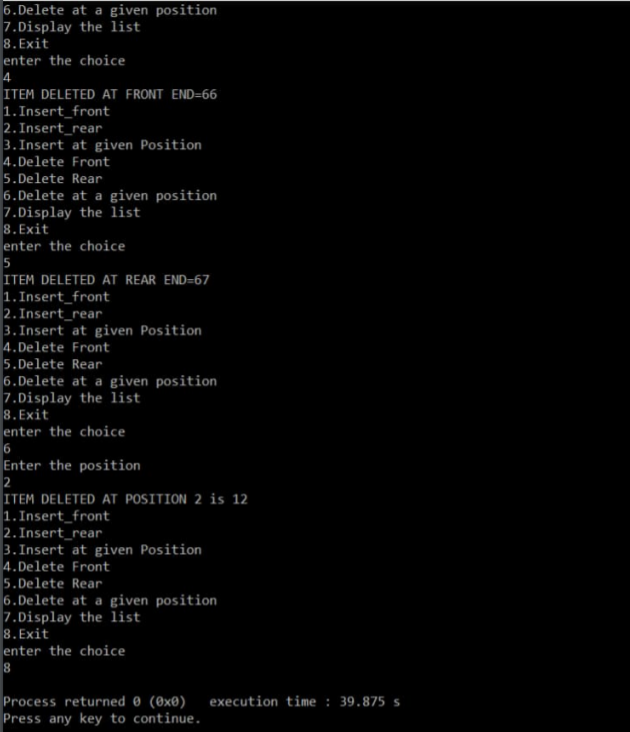 6.Delete at a given position
7.Display the list
8.Exit
enter the choice
4
ITEM DELETED AT FRONT END=66
1.Insert_front
2.Insert_rear
3.Insert at given Position
4.Delete Front
5.Delete Rear
6.Delete at a given position
7.Display the list
8.Exit
enter the choice
5
ITEM DELETED AT REAR END=67
1.Insert_front
2.Insert_rear
3.Insert at given Position
4.Delete Front
5.Delete Rear
6.Delete at a given position
7.Display the list
8.Exit
enter the choice
6
Enter the position
2
ITEM DELETED AT POSITION 2 is 12
1.Insert_front
2.Insert_rear
3.Insert at given Position
4.Delete Front
5.Delete Rear
6.Delete at a given position
7.Display the list
8.Exit
enter the choice
8
Process returned 0 (0x0)   execution time : 39.875 s
Press any key to continue.